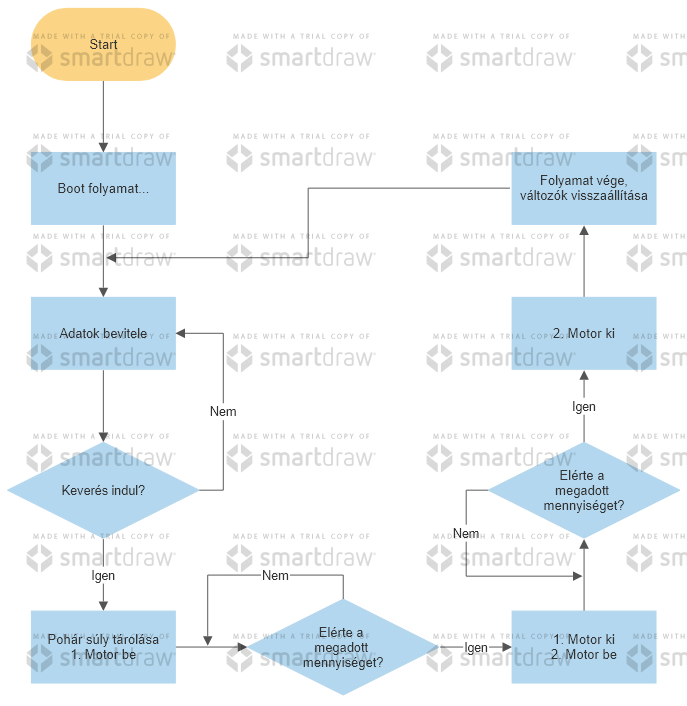 Start
Boot folyamat...
Adatok bevitele
Nem
Keverés indul?
Igen
Pohár súly tárolása
1. Motor be
Nem
Elérte a
megadott
mennyiséget?
Igen
1. Motor ki
2. Motor be
Nem
Elérte a
megadott
mennyiséget?
Igen
2. Motor ki
Folyamat vége,
változók visszaállítása
MADE WITH A TRIAL COPY OF
smartdraw